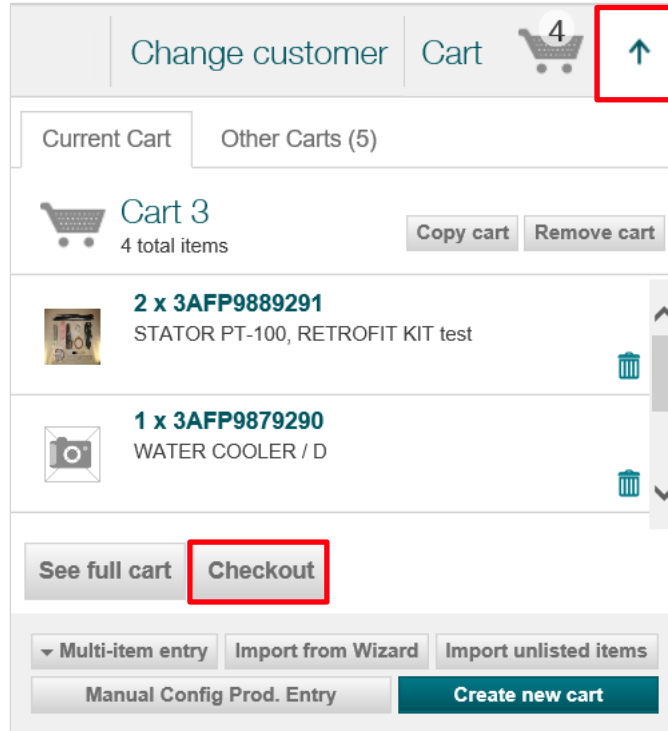 Change customer Cart 4
Current Cart Other Carts (5)
Cart 3
4 total items
Copy cart Remove cart
2 x 3AFP9889291
STATOR PT-100, RETROFIT KIT test
1 x 3AFP9879290
WATER COOLER / D
See full cart Checkout
Multi-item entry Import from Wizard Import unlisted items
Manual Config Prod. Entry Create new cart